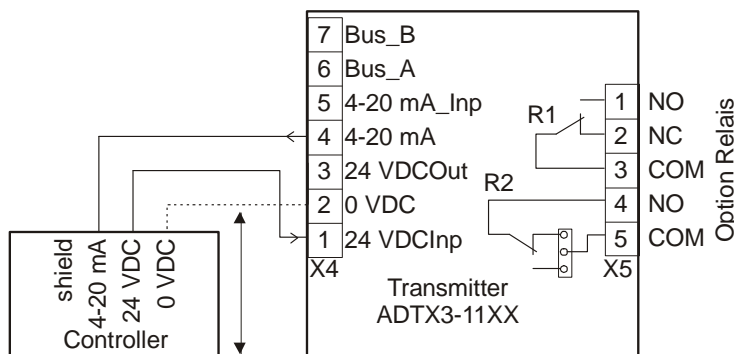 7 Bus_B
6 Bus_A
5 4-20 mA_Inp
4 4-20 mA
3 24 VDCOut
2 0 VDC
1 24 VDCInp
X4
R1
R2
1 NO
2 NC
3 COM
4 NO
5 COM
X5
Option Relais
Transmitter
ADTX3-11XX
shield
4-20 mA
24 VDC
0 VDC
Controller